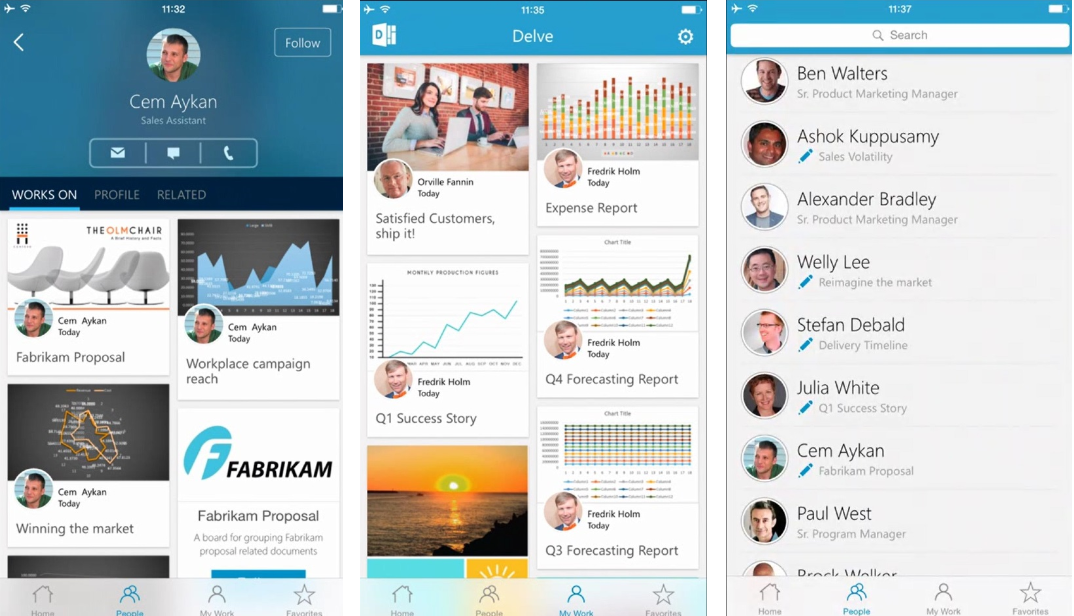 11:32
Follow
Cem Aykan
Sales Assistant
WORKS ON PROFILE RELATED
THEOLMCHAIR
A Brief History and Facts
Cem Aykan
Today
Fabrikam Proposal
Cem Aykan
Today
Workplace campaign
reach
Cem Aykan
Today
Winning the market
FABRIKAM
Fabrikam Proposal
A board for grouping Fabrikam
proposal related documents
Home People My Work Favorites
11:35
Delve
Orville Fannin
Today
Satisfied Customers,
ship it!
Fredrik Holm
Today
Expense Report
MONTHLY PRODUCTION FIGURES
Fredrik Holm
Today
Q1 Success Story
Chart Title
Fredrik Holm
Today
Q4 Forecasting Report
Chart Title
Fredrik Holm
Today
Q3 Forecasting Report
Home People My Work Favorites
11:37
Search
Ben Walters
Sr. Product Marketing Manager
Ashok Kuppusamy
Sales Volatility
Alexander Bradley
Sr. Product Marketing Manager
Welly Lee
Reimagine the market
Stefan Debald
Delivery Timeline
Julia White
Q1 Success Story
Cem Aykan
Fabrikam Proposal
Paul West
Sr. Program Manager
Brock Welker
Home People My Work Favorites